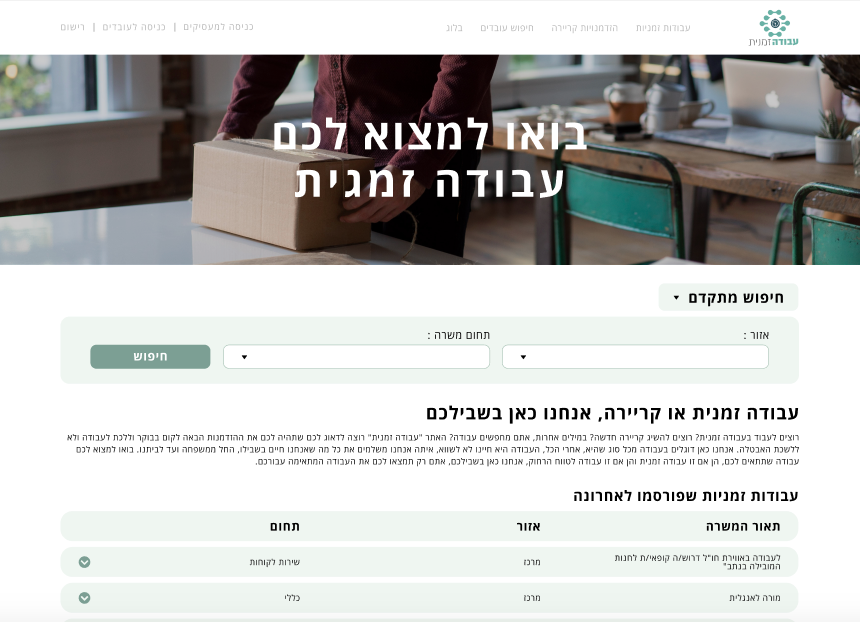 עבודהזמנית.
עבודות זמניות
הזדמנויות קריירה
חיפוש עובדים
בלוג
כניסה למעסיקים | כניסה לעובדים | רישום
בואו למצוא לכם
עבודה זמנית
חיפוש מתקדם
אזור :
תחום משרה :
חיפוש
עבודה זמנית או קריירה, אנחנו כאן בשבילכם
רוצים לעבוד בעבודה זמנית? רוצים להשיג קריירה חדשה? במילים אחרות, אתם מחפשים עבודה? האתר "עבודה זמנית" רוצה לדאוג לכם שתהיה לכם את ההזדמנות הבאה לקום בבוקר וללכת לעבודה ולא
ללשכת האבטלה. אנחנו כאן דוגלים בעבודה מכל סוג שהיא, אחרי הכל, העבודה היא חיינו לא לשווא, איתה אנחנו משלמים את כל מה שאנחנו חיים בשבילו, החל ממשפחה ועד לביתנו. בואו למצוא לכם
עבודה שתתאים לכם, הן אם זו עבודה זמנית והן אם זו עבודה לטווח הרחוק, אנחנו כאן בשבילכם, אתם רק תמצאו לכם את העבודה המתאימה עבורכם.
עבודות זמניות שפורסמו לאחרונה
תאור המשרה
אזור
תחום
לעבודה באווירת חו"ל דרוש/ה קופאי/ת לחנות
המובילה בנתב"
מרכז
שירות לקוחות
מורה לאנגלית
מרכז
כללי